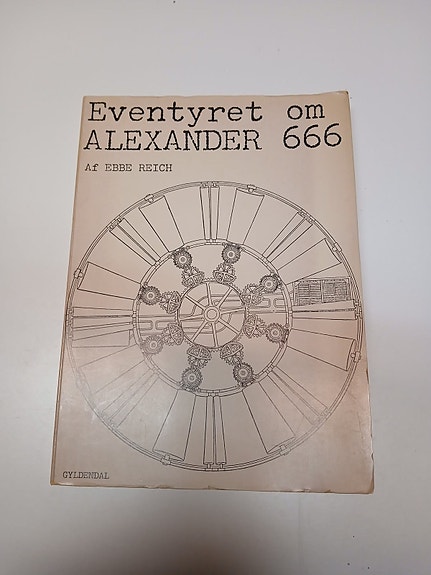 Eventyret om
ALEXANDER 666
Af EBBE REICH
GYLDENDAL